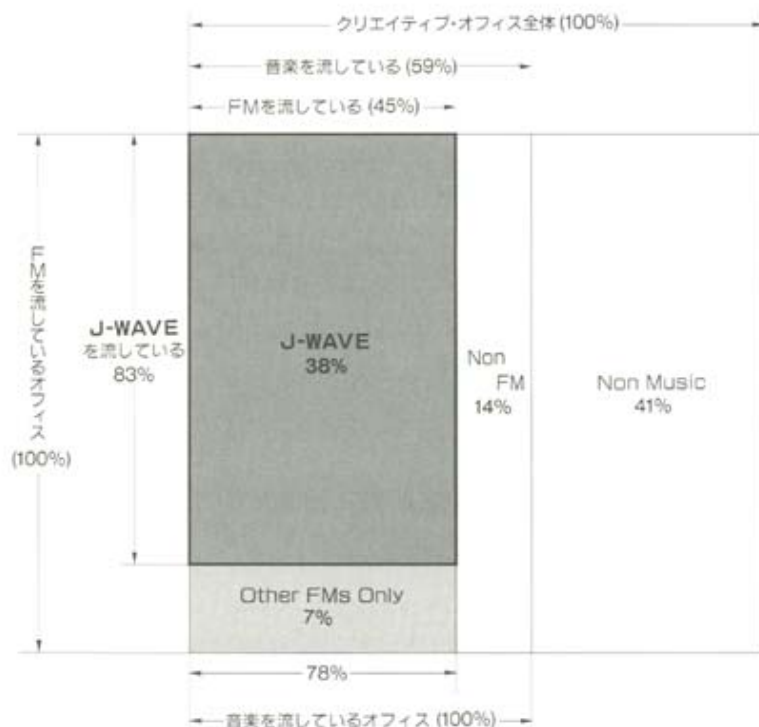 クリエイティブ・オフィス全体(100%)
音楽を流している(59%)
FMを流している(45%)
FMを流しているオフィス
(100%)
J-WAVE
を流している
83%
J-WAVE
38%
Non
FM
14%
Non Music
41%
Other FMs Only
7%
78%
音楽を流しているオフィス(100%)